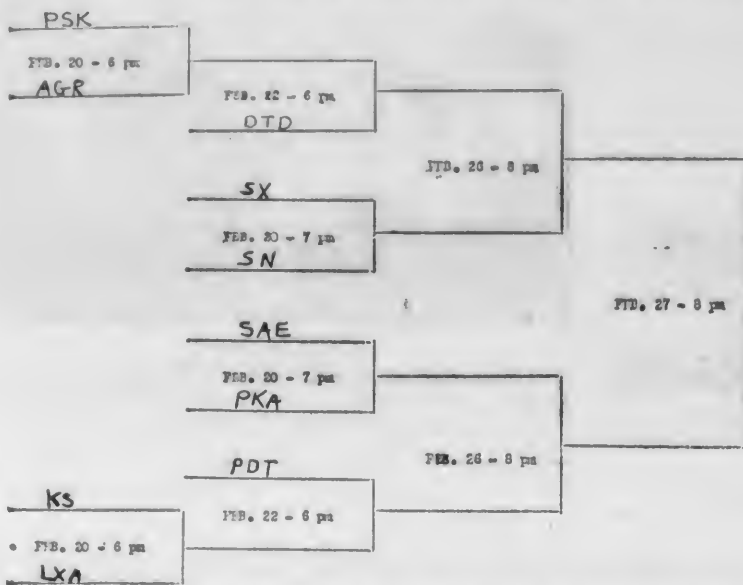 PSK
FEB. 20 - 6 pm
AGR
FEB. 22 - 6 pm
DTD
FEB. 26 - 8 pm
SX
FEB. 20 - 7 pm
SN
FEB. 27 - 8 pm
SAE
FEB. 20 - 7 pm
PKA
FEB. 26 - 8 pm
PDT
KS
FEB. 22 - 6 pm
FEB. 20 - 6 pm
LXA